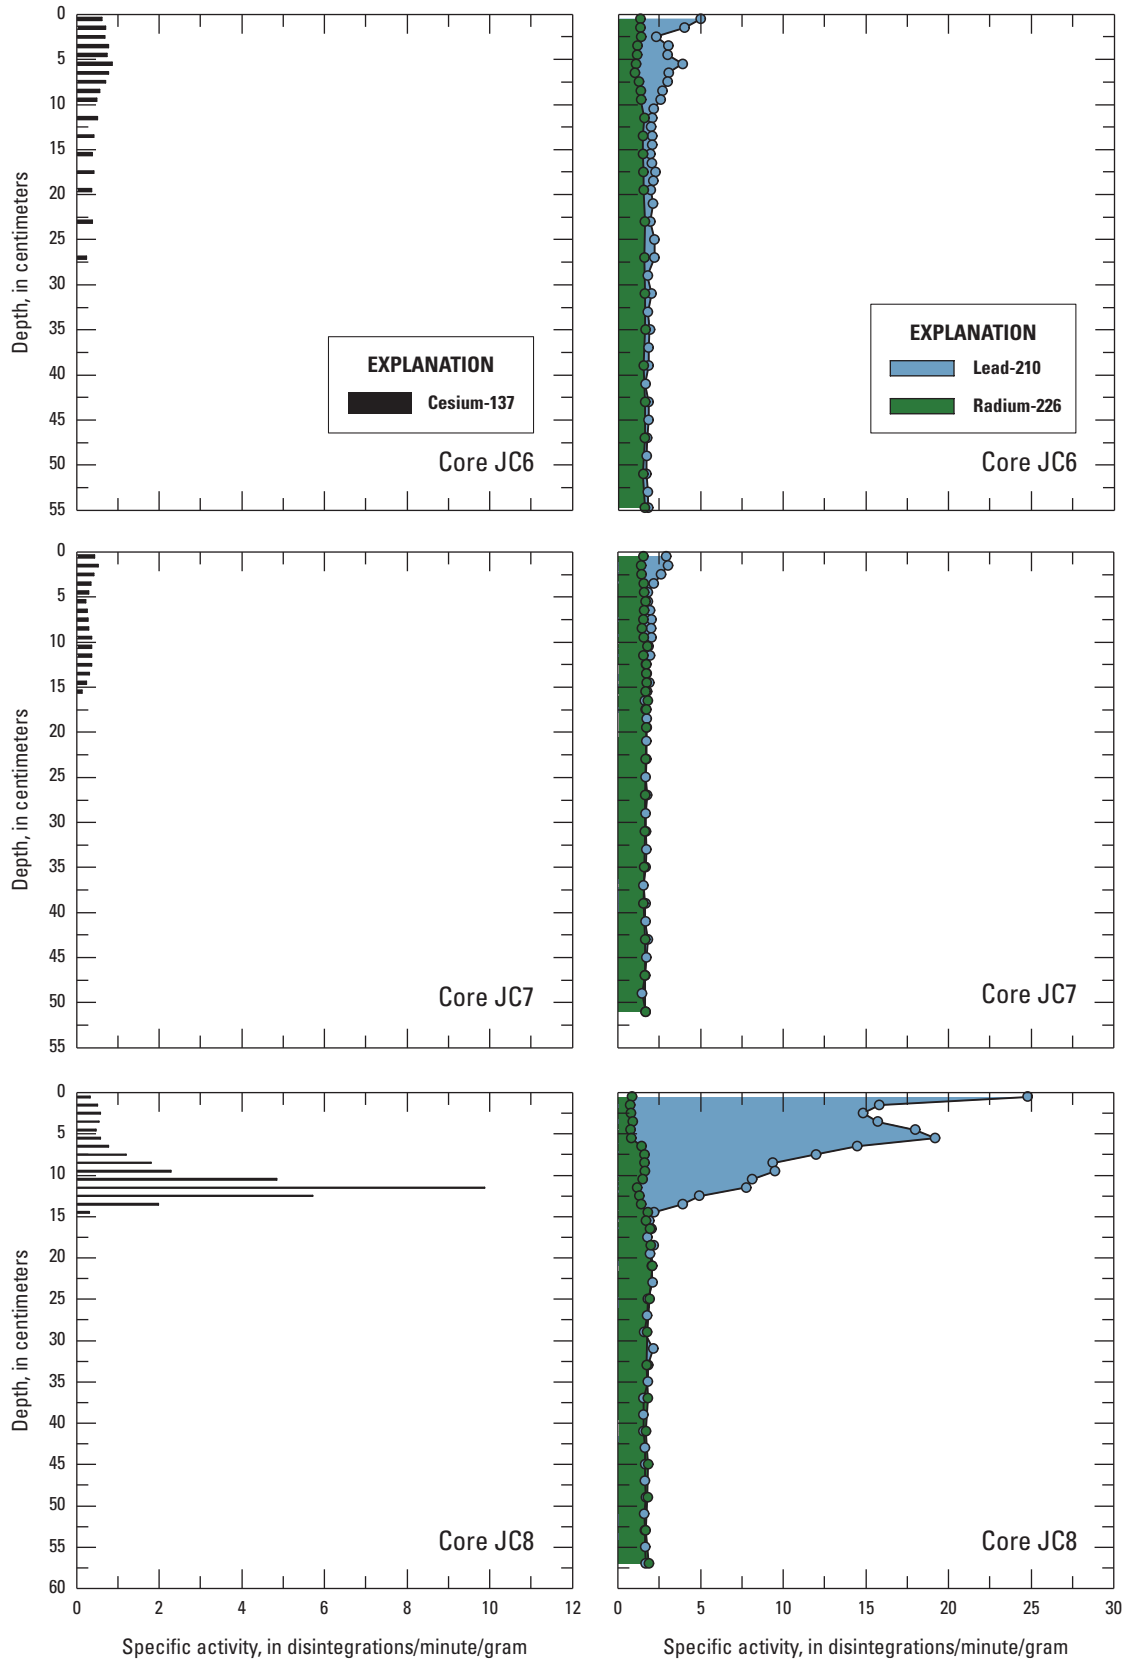 0
5
10
15
20
25
30
35
40
45
50
55
Depth, in centimeters
EXPLANATION
Cesium-137
Core JC6
EXPLANATION
Lead-210
Radium-226
Core JC6
0
5
10
15
20
25
30
35
40
45
50
55
Depth, in centimeters
Core JC7
Core JC7
0
5
10
15
20
25
30
35
40
45
50
55
60
Depth, in centimeters
Core JC8
Core JC8
0 2 4 6 8 10 12
0 5 10 15 20 25 30
Specific activity, in disintegrations/minute/gram
Specific activity, in disintegrations/minute/gram